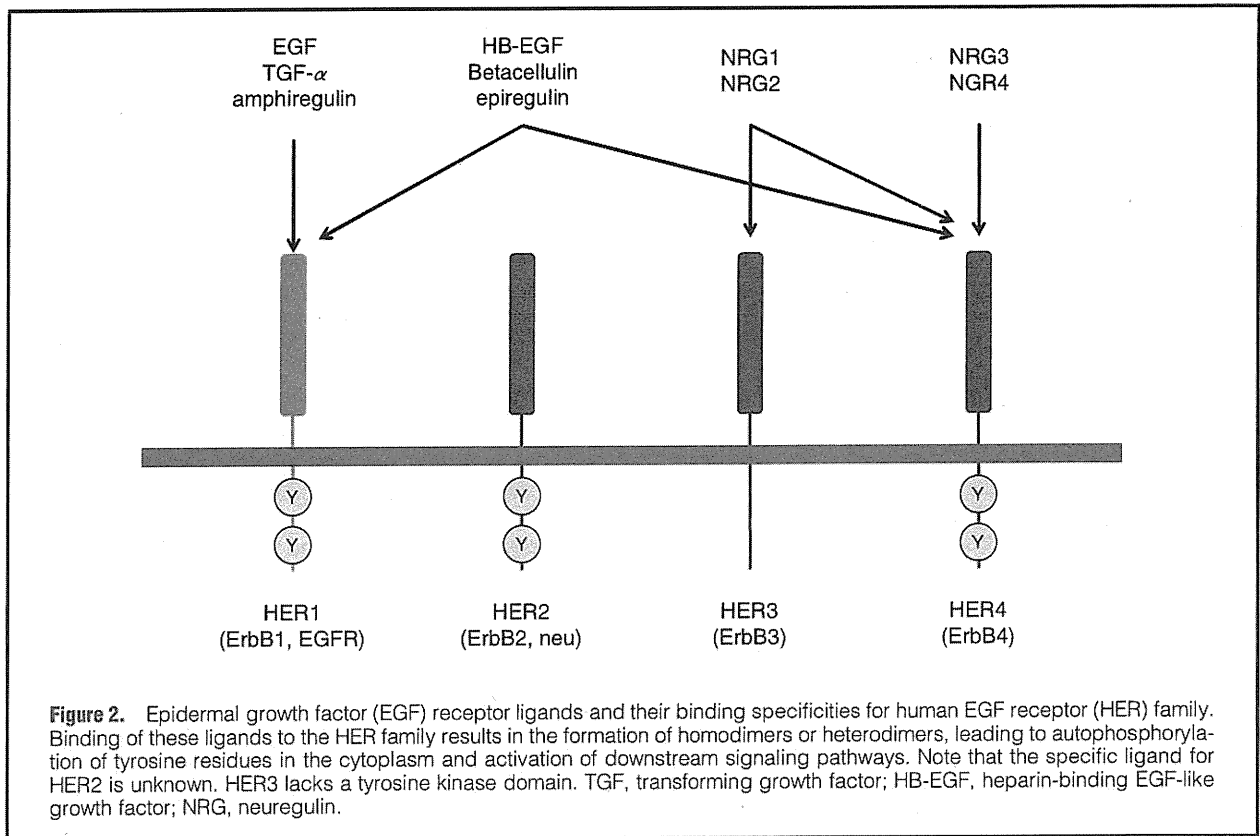 EGF
TGF-α
amphiregulin
HB-EGF
Betacellulin
epiregulin
NRG1
NRG2
NRG3
NGR4
Y
Y
Y
Y
Y
Y
HER1
(ErbB1, EGFR)
HER2
(ErbB2, neu)
HER3
(ErbB3)
HER4
(ErbB4)
Figure 2. Epidermal growth factor (EGF) receptor ligands and their binding specificities for human EGF receptor (HER) family.
Binding of these ligands to the HER family results in the formation of homodimers or heterodimers, leading to autophosphoryla-
tion of tyrosine residues in the cytoplasm and activation of downstream signaling pathways. Note that the specific ligand for
HER2 is unknown. HER3 lacks a tyrosine kinase domain. TGF, transforming growth factor; HB-EGF, heparin-binding EGF-like
growth factor; NRG, neuregulin.